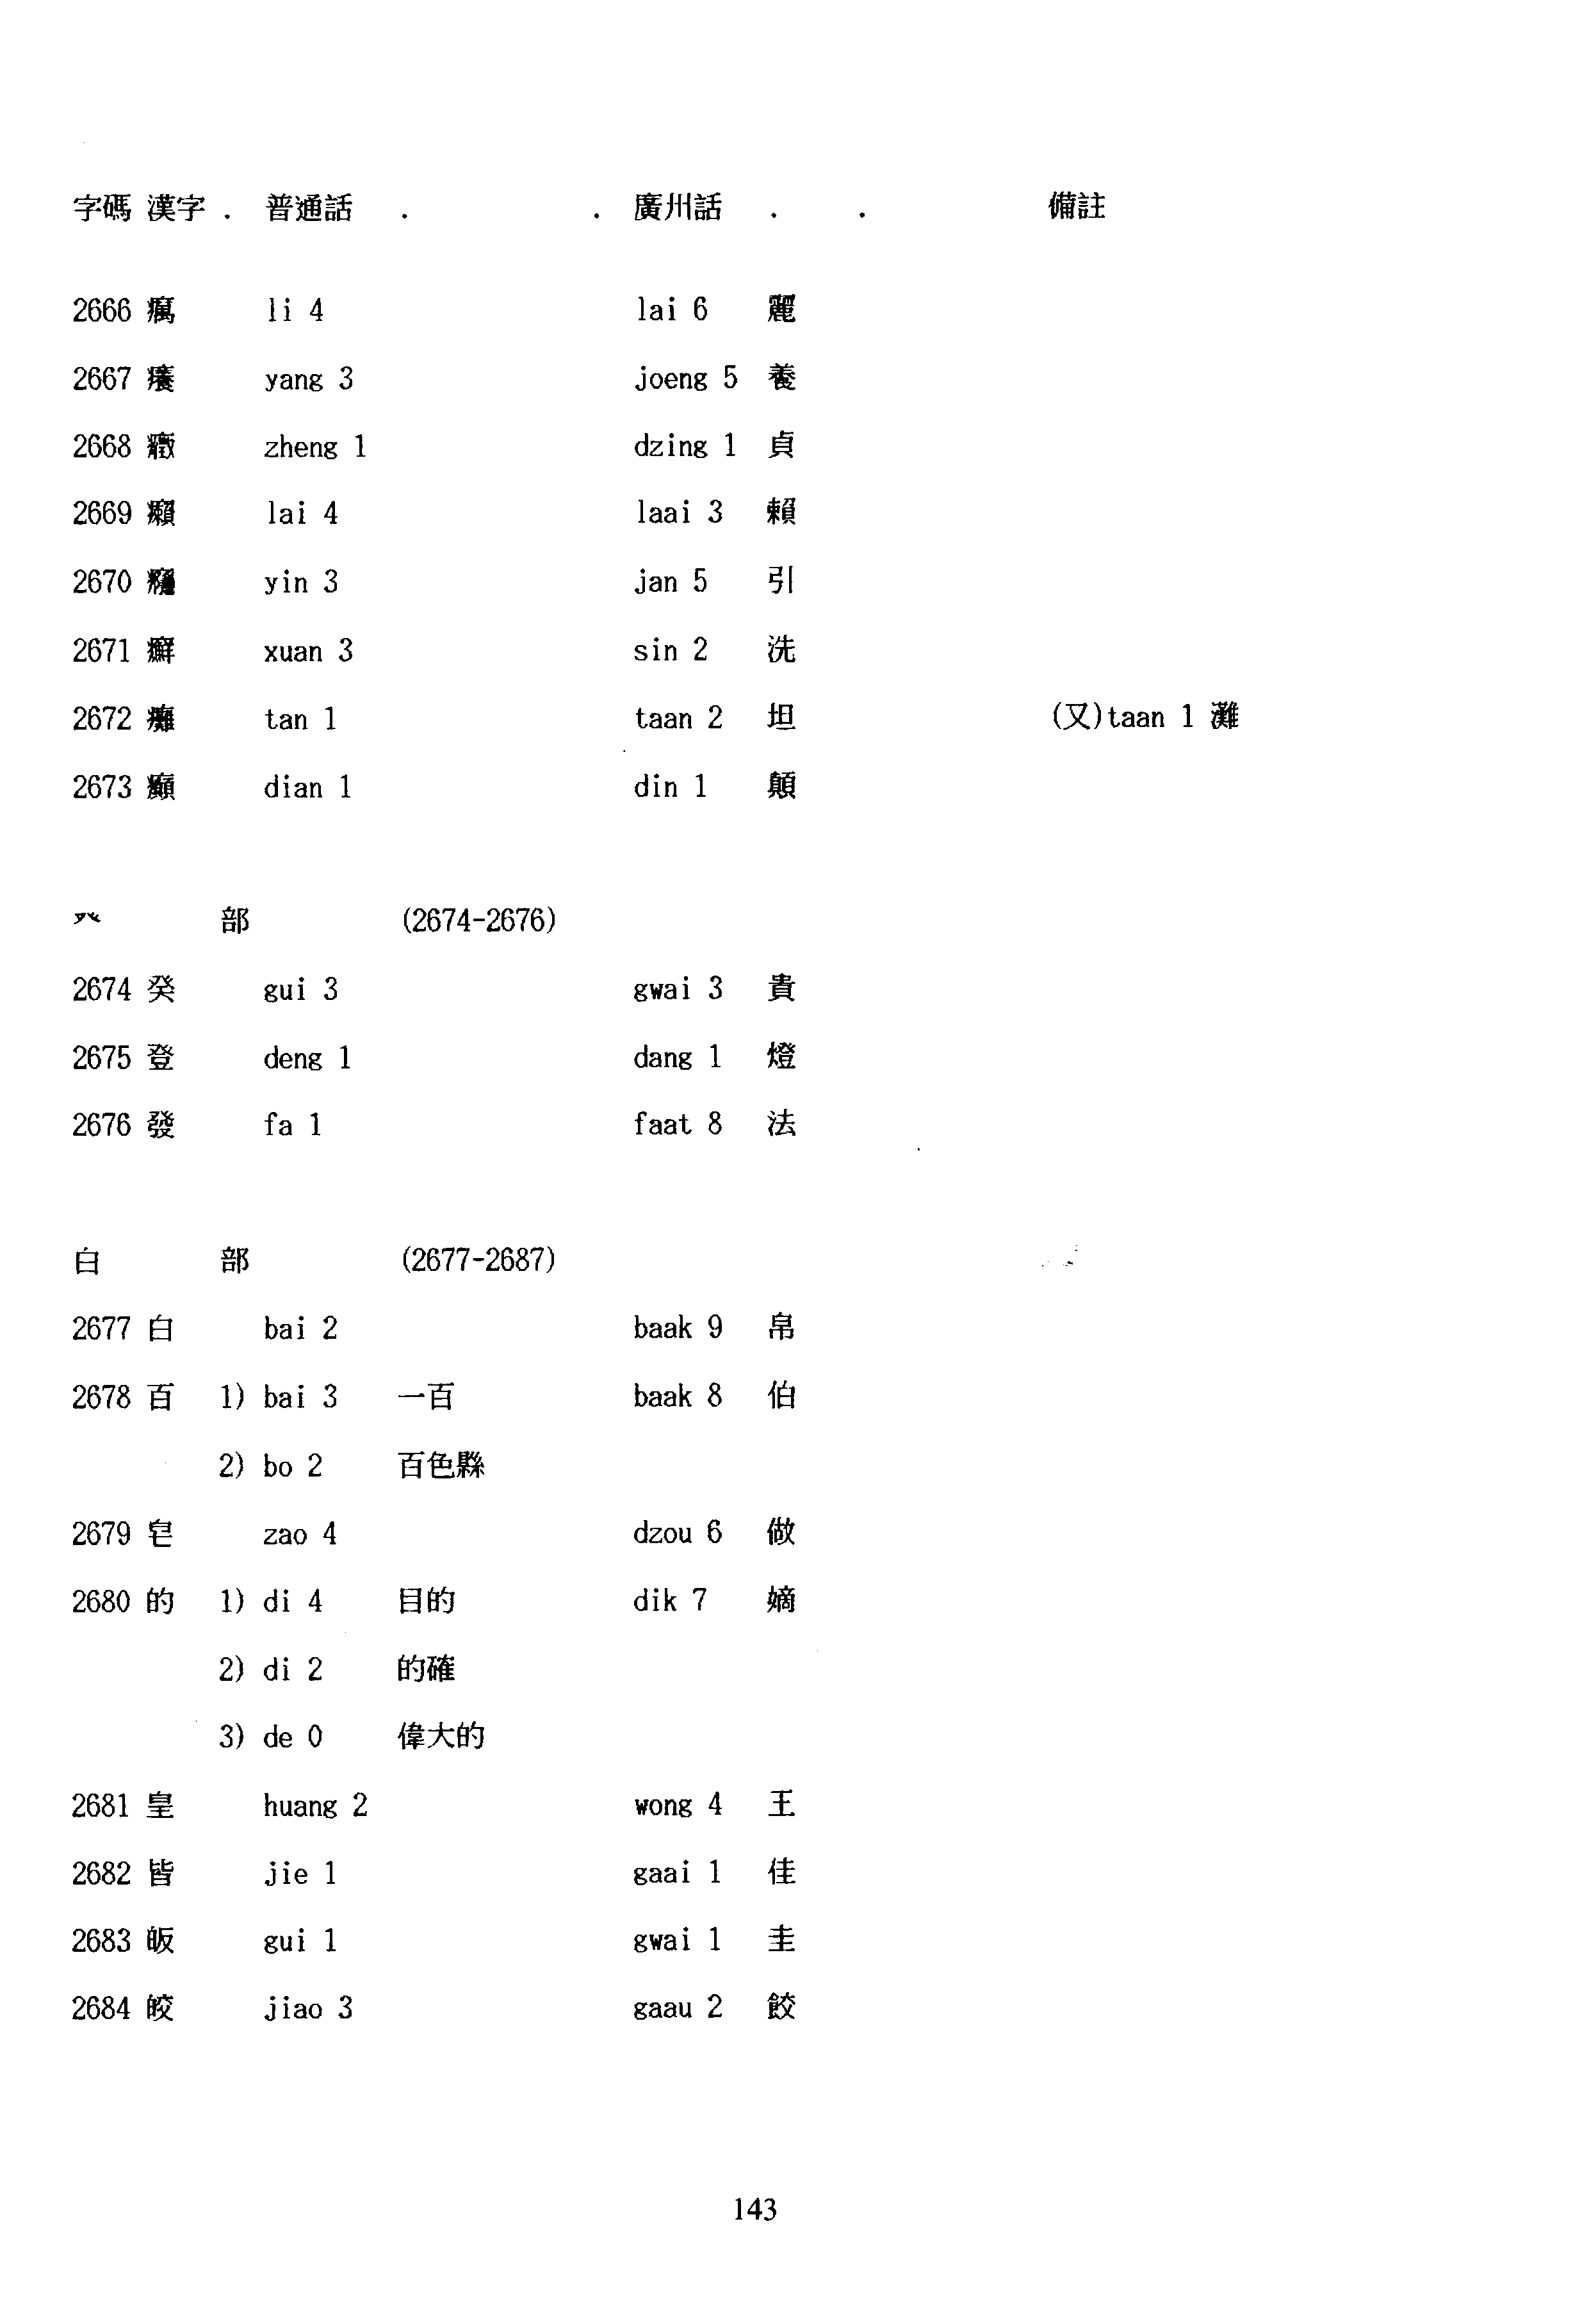 字碼 漢字 . 普通話 . . 廣州話 . . 備註
2666 癘 li 4 lai 6 麗
2667 癢 yang 3 joeng 5 養
2668 癥 zheng 1 dzing 1 貞
2669 癩 lai 4 laai 3 賴
2670 癮 yin 3 jan 5 引
2671 癬 xuan 3 sin 2 洗
2672 癱 tan 1 taan 2 坦 (又)taan 1 灘
2673 癲 dian 1 din 1 顛
癶 部 (2674-2676)
2674 癸 gui 3 gwai 3 貴
2675 登 deng 1 dang 1 燈
2676 發 fa 1 faat 8 法
白 部 (2677-2687)
2677 白 bai 2 baak 9 帛
2678 百 1) bai 3 一百 baak 8 伯
2) bo 2 百色縣
2679 皂 zao 4 dzou 6 做
2680 的 1) di 4 目的 dik 7 嫡
2) di 2 的確
3) de 0 偉大的
2681 皇 huang 2 wong 4 王
2682 皆 jie 1 gaai 1 佳
2683 皈 gui 1 gwai 1 圭
2684 皎 jiao 3 gaau 2 餃
143